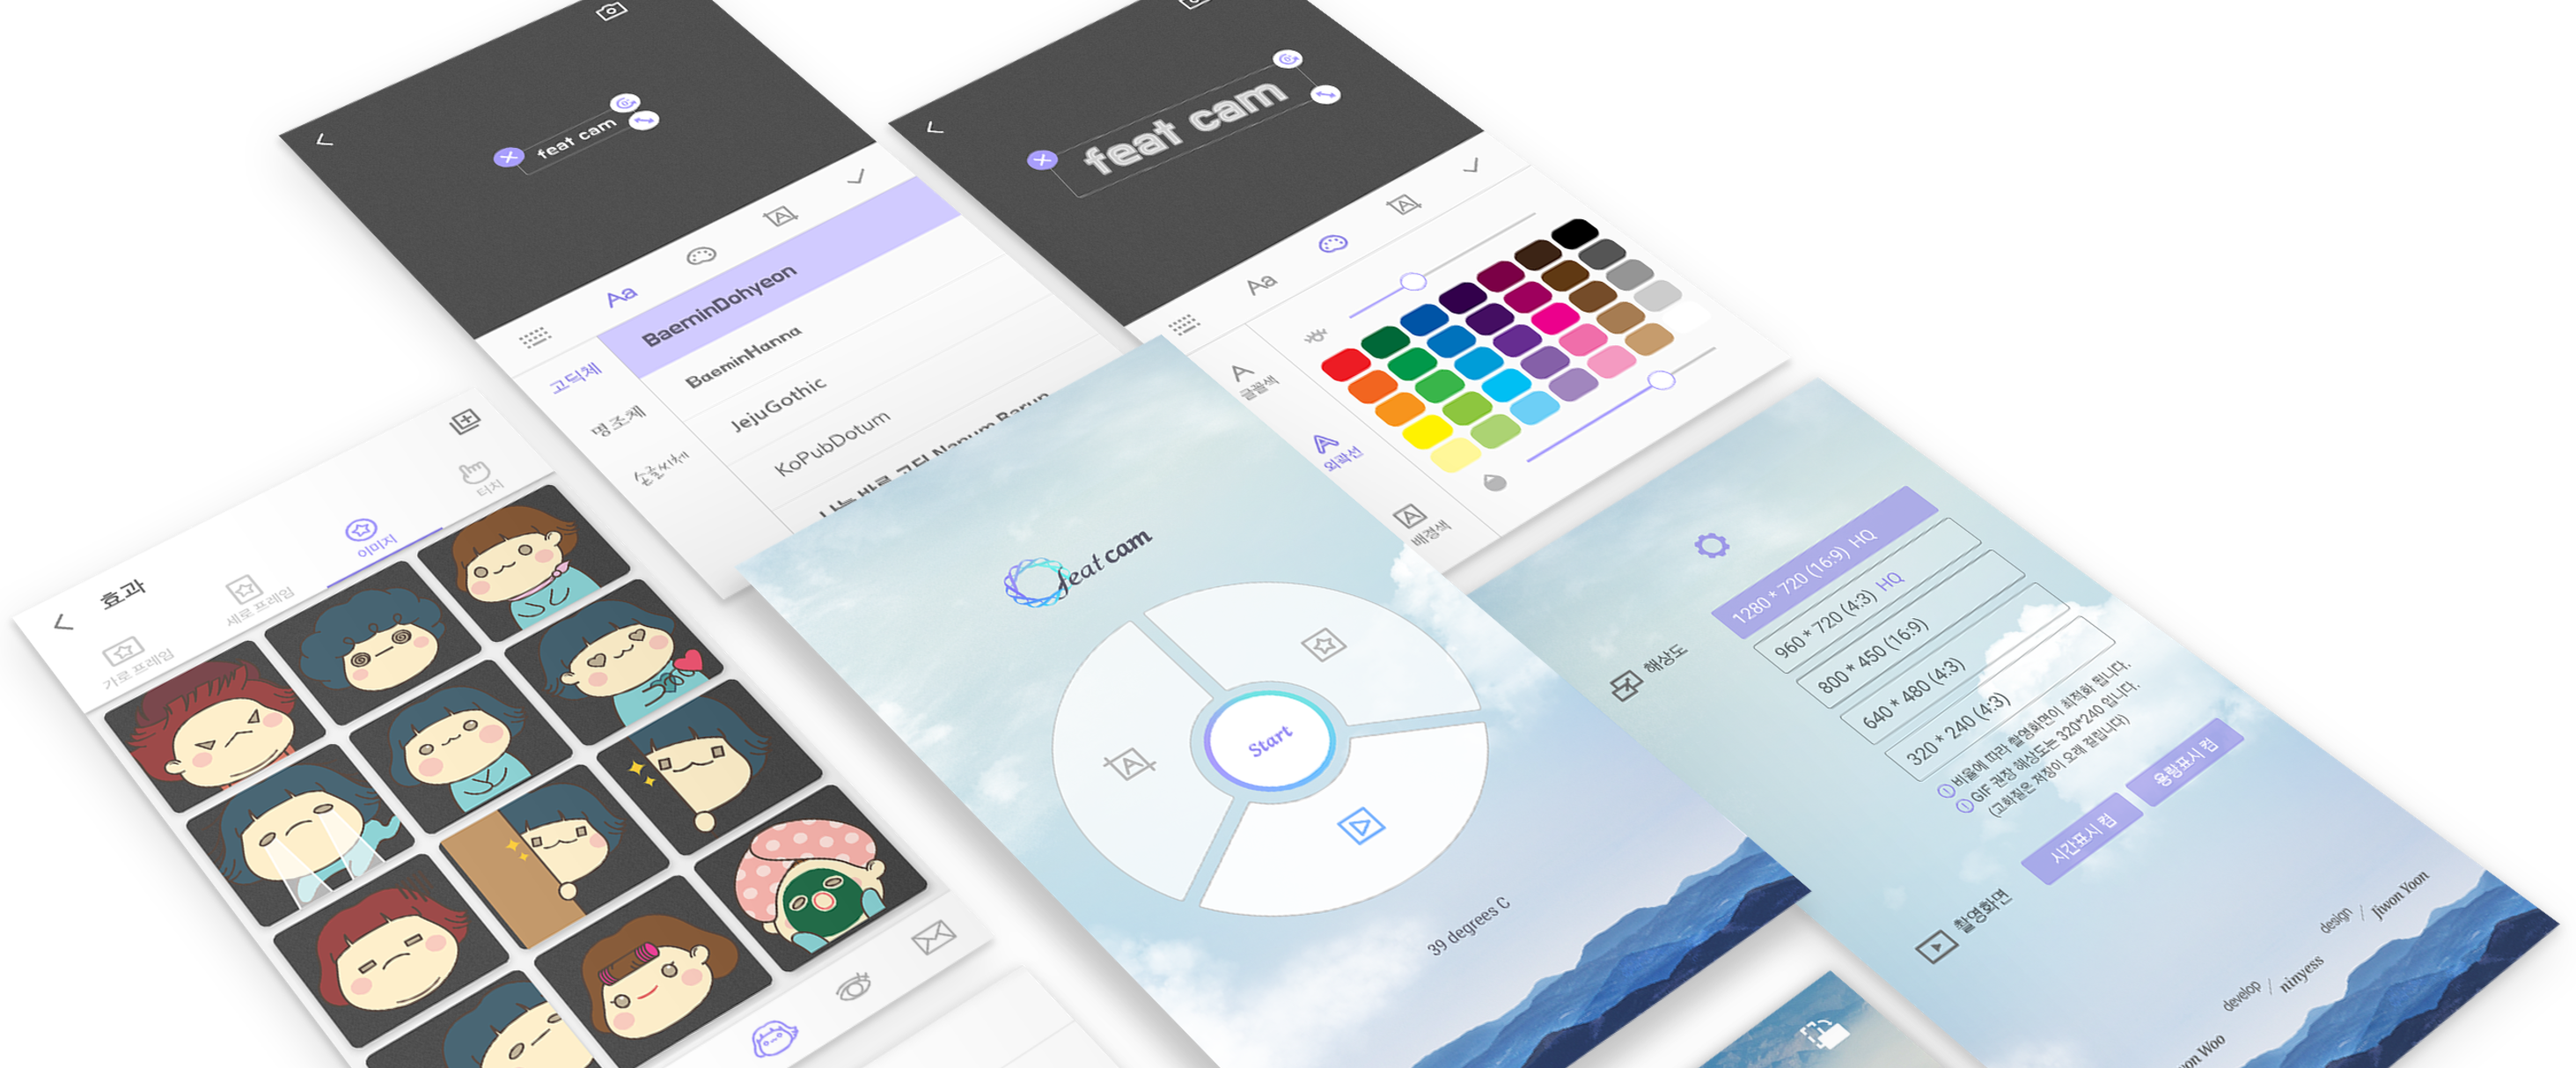 feat cam
Aa
BaeminDohyeon
BaeminHanna
JejuGothic
KoPubDotum
고딕체
명조체
손글씨체
feat cam
Aa
글꼴색
외곽선
배경색
효과
가로 프레임
세로 프레임
이미지
터치
feat cam
Start
39 degrees C
해상도
1280 * 720 (16:9) HQ
960 * 720 (4:3) HQ
800 * 450 (16:9)
640 * 480 (4:3)
320 * 240 (4:3)
비율에 따라 촬영화면이 최적화 됩니다.
GIF 권장 해상도는 320*240 입니다.
(고화질은 저장이 오래 걸립니다)
촬영화면
시간표시 컴
용량표시 컴
design / Jiwon Yoon
develop / ninyess
Woo